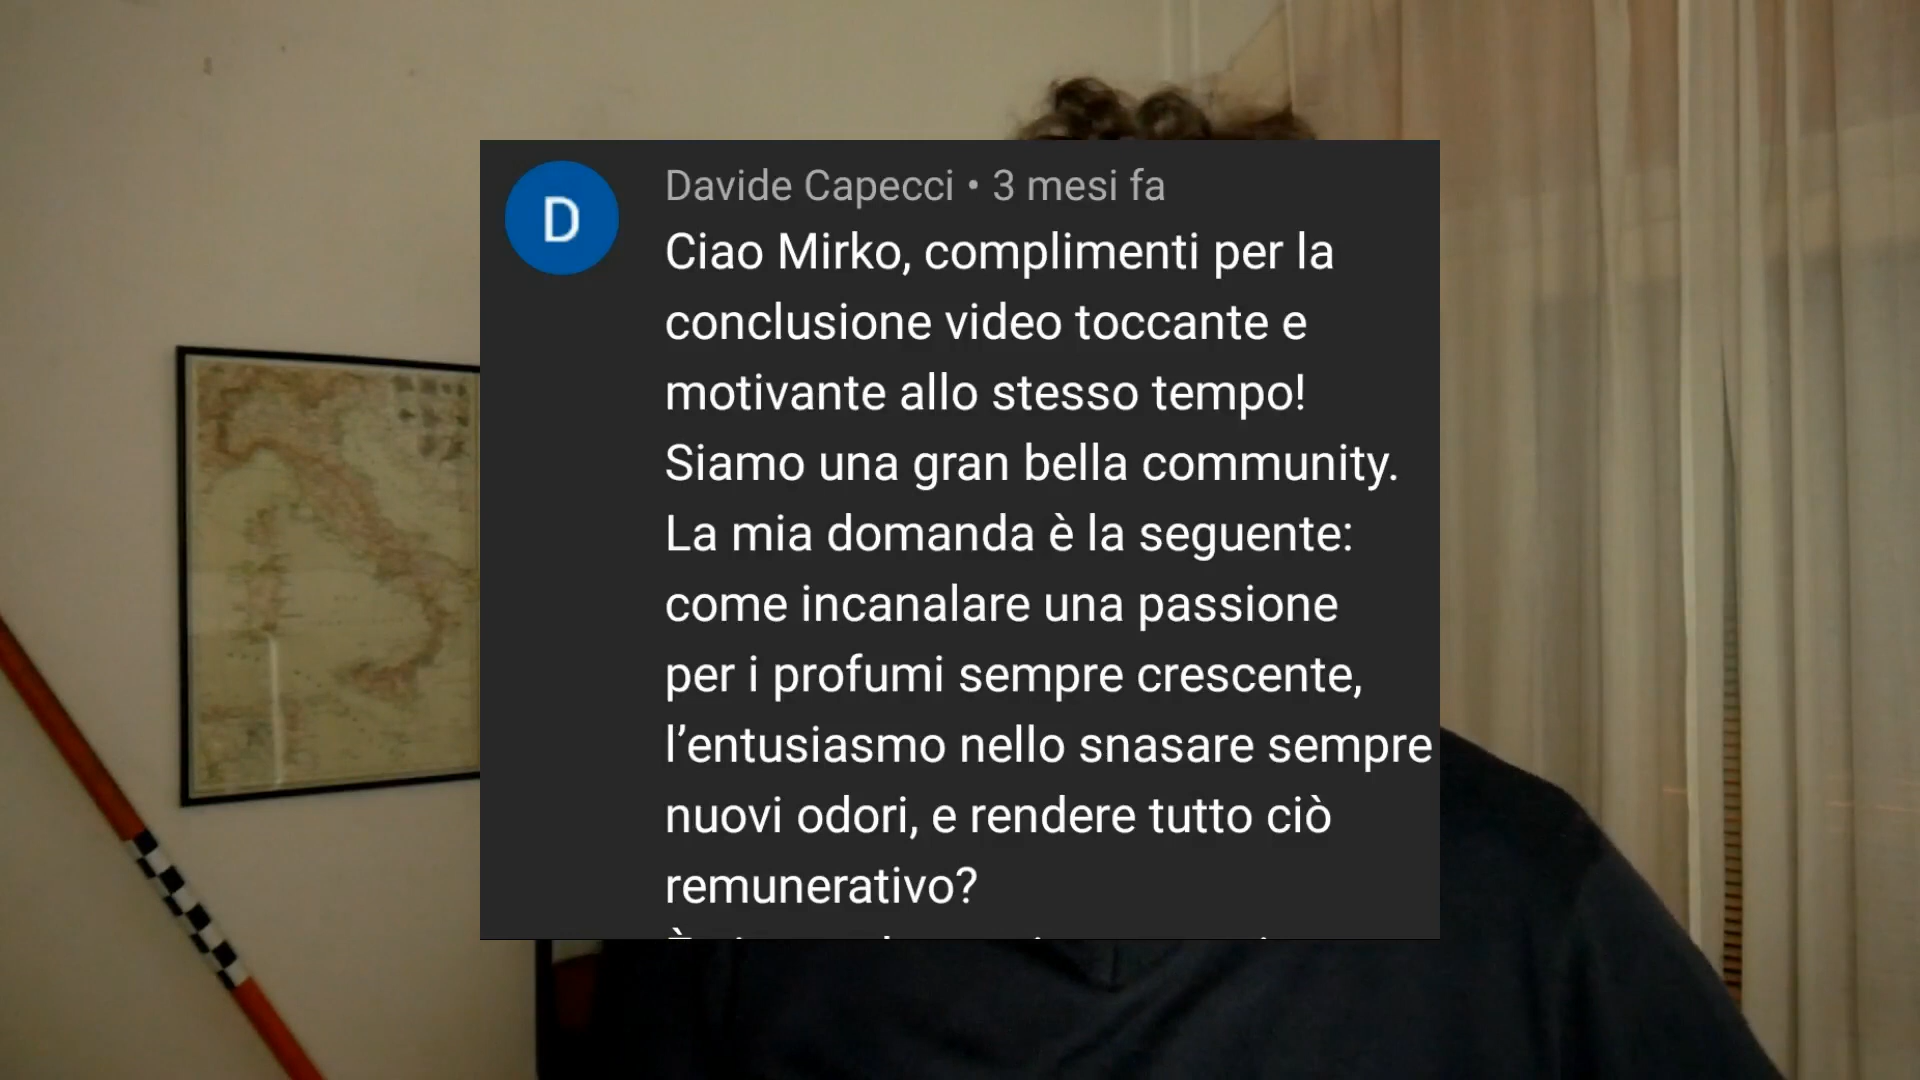 D
Davide Capecci • 3 mesi fa
Ciao Mirko, complimenti per la
conclusione video toccante e
motivante allo stesso tempo!
Siamo una gran bella community.
La mia domanda è la seguente:
come incanalare una passione
per i profumi sempre crescente,
l’entusiasmo nello snasare sempre
nuovi odori, e rendere tutto ciò
remunerativo?